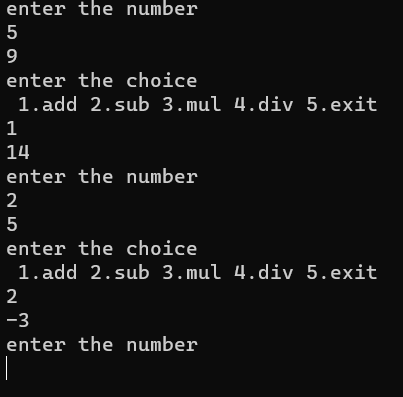 enter the number
5
9
enter the choice
 1.add 2.sub 3.mul 4.div 5.exit
1
14
enter the number
2
5
enter the choice
 1.add 2.sub 3.mul 4.div 5.exit
2
-3
enter the number